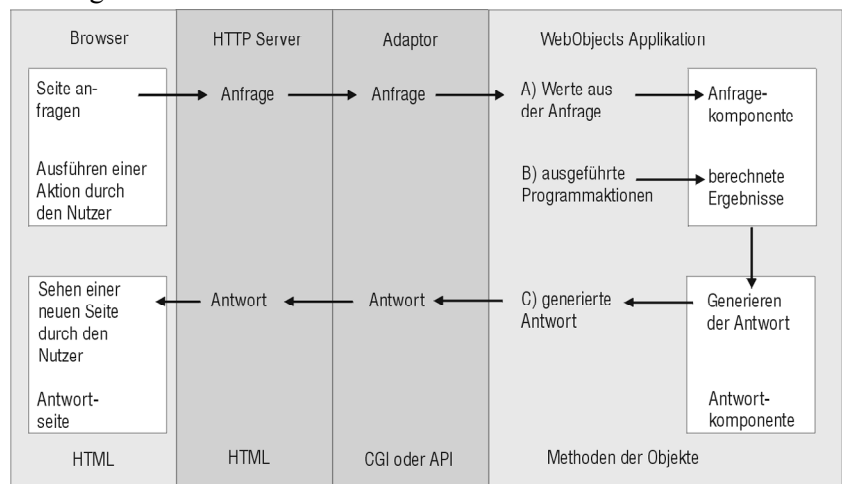 Browser
HTTP Server
Adaptor
WebObjects Applikation
Seite an-
fragen
Anfrage
Anfrage
A) Werte aus
der Anfrage
Anfrage-
komponente
Ausführen einer
Aktion durch
den Nutzer
B) ausgeführte
Programmaktionen
berechnete
Ergebnisse
Sehen einer
neuen Seite
durch den
Nutzer
Antwort
Antwort
C) generierte
Antwort
Generieren
der Antwort
Antwort-
seite
Antwort-
komponente
HTML
HTML
CGI oder API
Methoden der Objekte